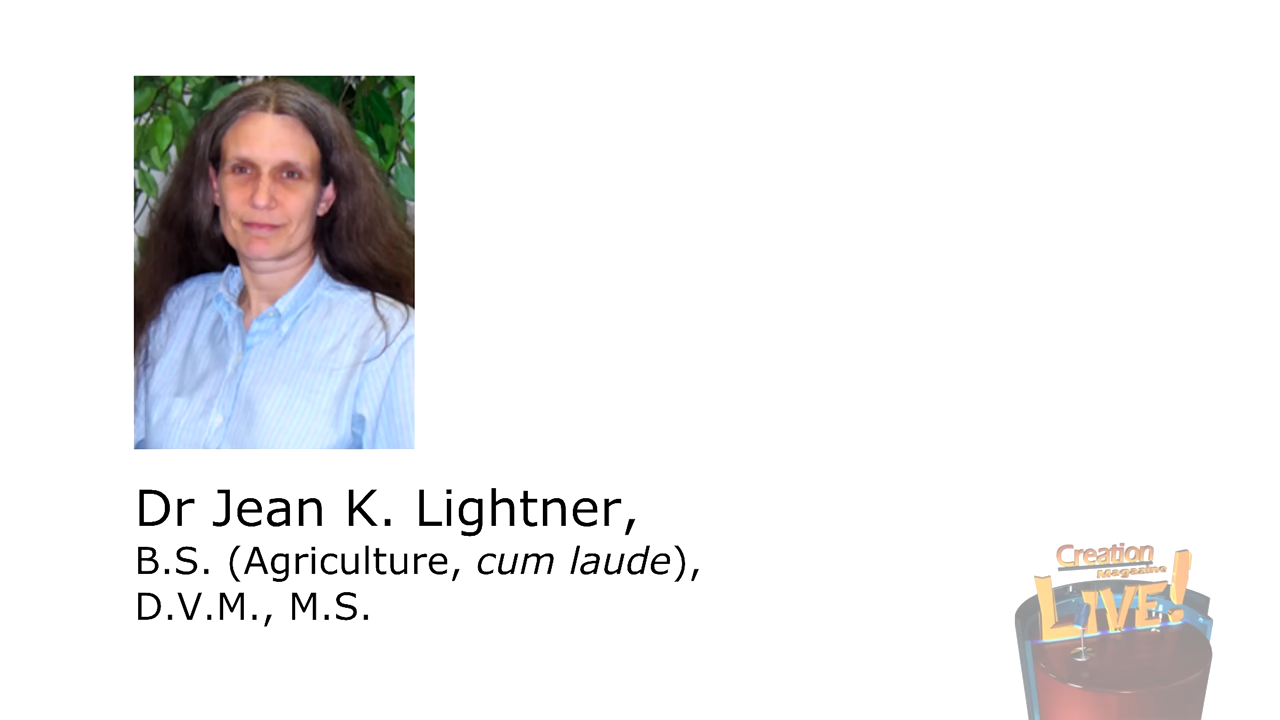 Dr Jean K. Lightner,
B.S. (Agriculture, cum laude),
D.V.M., M.S.
Creation
Magazine
LIVE!